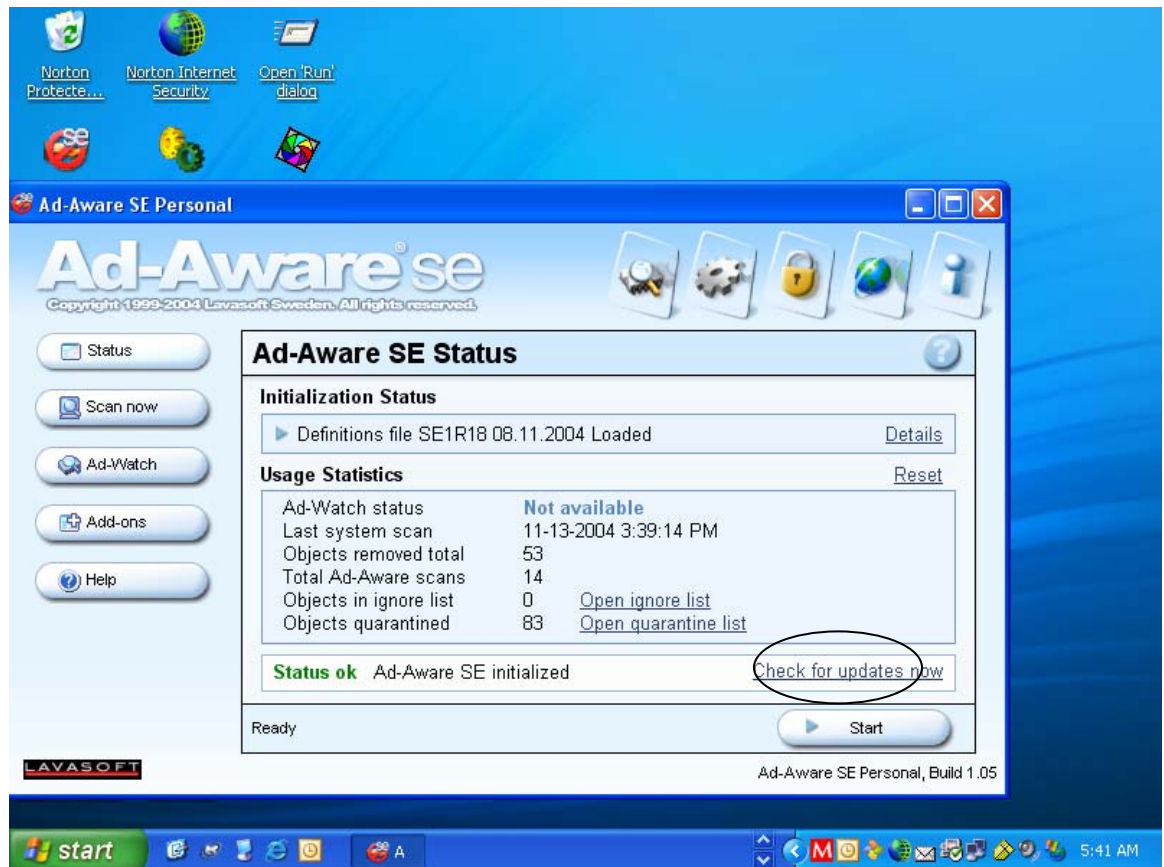 Norton Protecte...
Norton Internet Security
Open 'Run' dialog
Ad-Aware SE Personal
Ad-Aware® se
Copyright 1999-2004 Lavasoft Sweden. All rights reserved.
Status
Scan now
Ad-Watch
Add-ons
Help
Ad-Aware SE Status
Initialization Status
Definitions file SE1R18 08.11.2004 Loaded Details
Usage Statistics Reset
Ad-Watch status Not available
Last system scan 11-13-2004 3:39:14 PM
Objects removed total 53
Total Ad-Aware scans 14
Objects in ignore list 0 Open ignore list
Objects quarantined 83 Open quarantine list
Status ok Ad-Aware SE initialized Check for updates now
Ready Start
LAVASOFT
Ad-Aware SE Personal, Build 1.05
start A M 5:41 AM